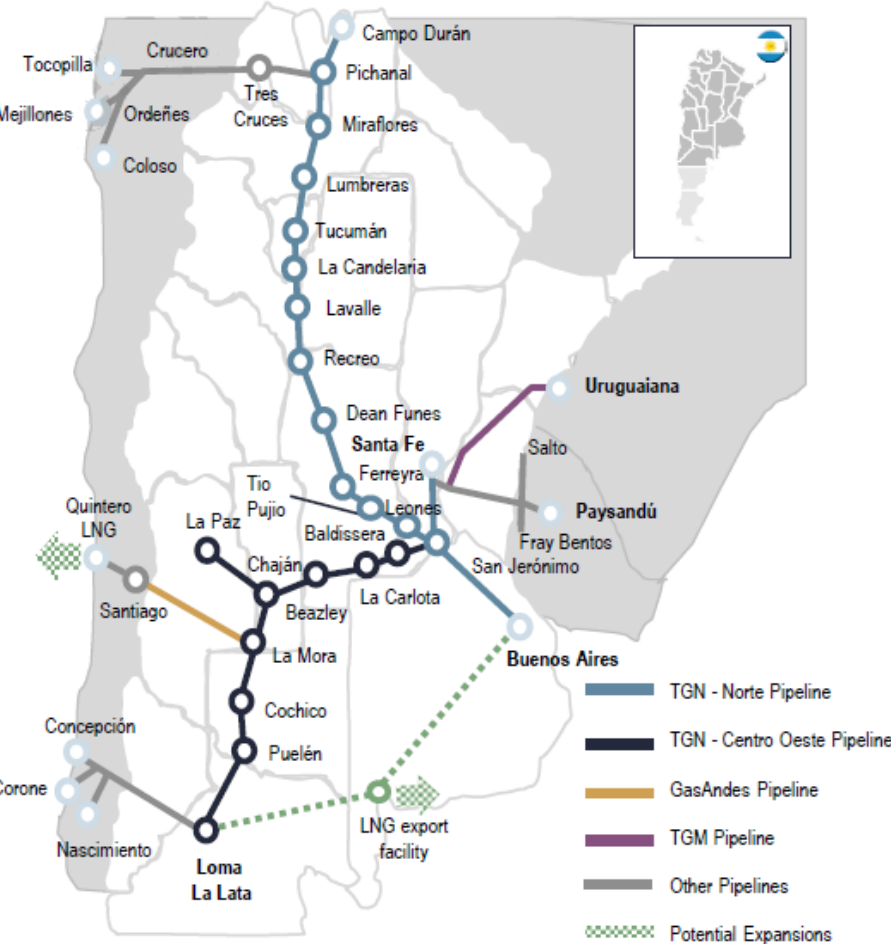 Campo Durán
Crucero
Tocopilla
Pichanal
Tres
Cruces
Mejillones
Ordeñes
Miraflores
Coloso
Lumbreras
Tucumán
La Candelaria
Lavalle
Recreo
Uruguaiana
Dean Funes
Santa Fe
Salto
Ferreyra
Tio
Pujio
Leones
Paysandú
Quintero
LNG
La Paz
Baldissera
Fray Bentos
San Jerónimo
Chaján
La Carlota
Santiago
Beazley
La Mora
Buenos Aires
Cochico
Concepción
Puelén
Corone
Nascimiento
LNG export
facility
Loma
La Lata
TGN - Norte Pipeline
TGN - Centro Oeste Pipeline
GasAndes Pipeline
TGM Pipeline
Other Pipelines
Potential Expansions